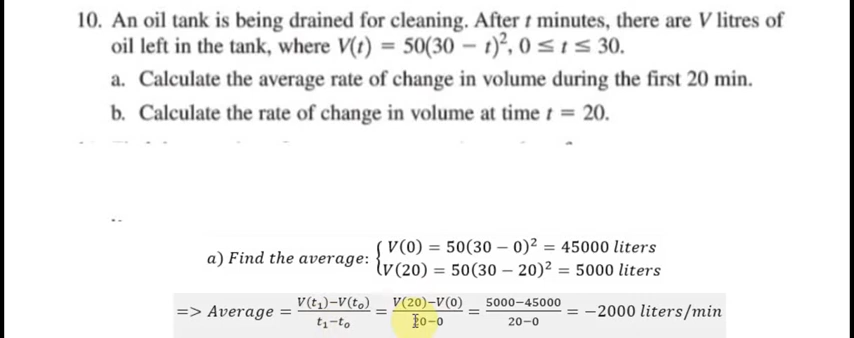 10. An oil tank is being drained for cleaning. After t minutes, there are V litres of
oil left in the tank, where V(t) = 50(30 − t)², 0 ≤ t ≤ 30.
a. Calculate the average rate of change in volume during the first 20 min.
b. Calculate the rate of change in volume at time t = 20.
a) Find the average: { V(0) = 50(30 − 0)² = 45000 liters
V(20) = 50(30 − 20)² = 5000 liters
=> Average = V(t₁)−V(tₒ) / t₁−tₒ = V(20)−V(0) / 20−0 = 5000−45000 / 20−0 = −2000 liters/min